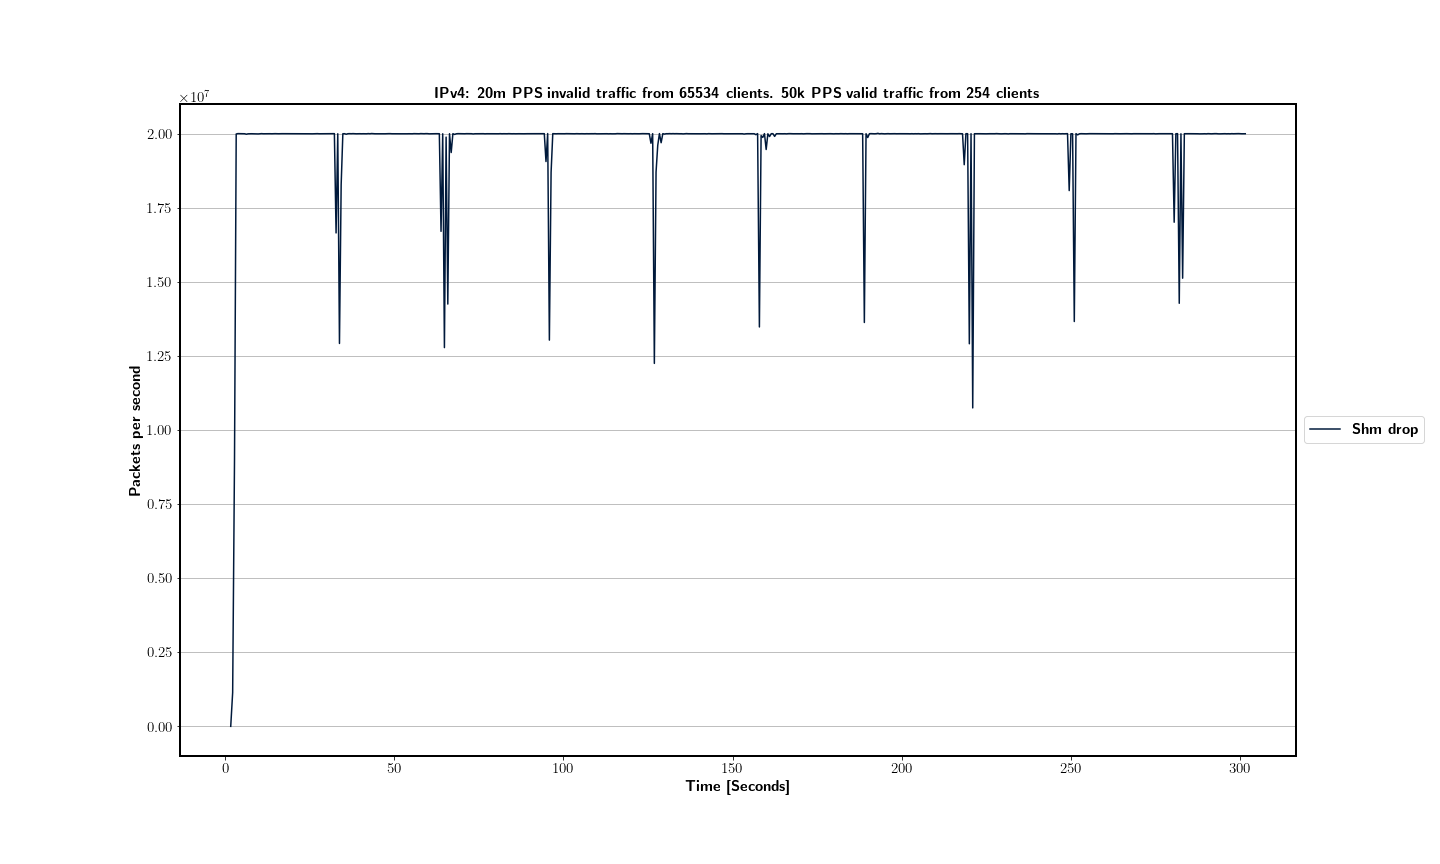 IPv4: 20m PPS invalid traffic from 65534 clients. 50k PPS valid traffic from 254 clients
×10⁷
2.00
1.75
1.50
1.25
1.00
0.75
0.50
0.25
0.00
Packets per second
Shm drop
0 50 100 150 200 250 300
Time [Seconds]